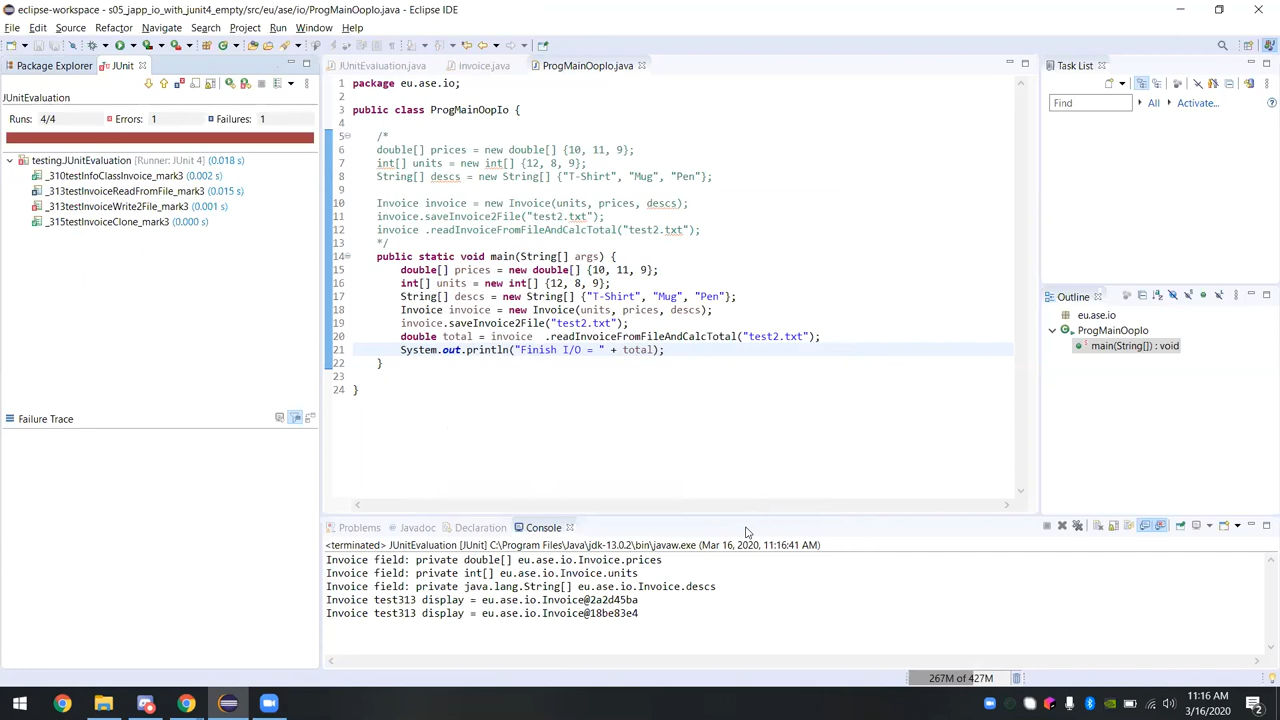 eclipse-workspace - s05_japp_io_with_junit4_empty/src/eu/ase/io/ProgMainOopIo.java - Eclipse IDE
File Edit Source Refactor Navigate Search Project Run Window Help
Package Explorer JUnit
JUnitEvaluation
Runs: 4/4 Errors: 1 Failures: 1
testing.JUnitEvaluation [Runner: JUnit 4] (0.018 s)
_310testInfoClassInvoice_mark3 (0.002 s)
_313testInvoiceReadFromFile_mark3 (0.015 s)
_313testInvoiceWrite2File_mark3 (0.001 s)
_315testInvoiceClone_mark3 (0.000 s)
Failure Trace
JUnitEvaluation.java Invoice.java ProgMainOopIo.java
1 package eu.ase.io;
2
3 public class ProgMainOopIo {
4
5 /*
6 double[] prices = new double[] {10, 11, 9};
7 int[] units = new int[] {12, 8, 9};
8 String[] descs = new String[] {"T-Shirt", "Mug", "Pen"};
9
10 Invoice invoice = new Invoice(units, prices, descs);
11 invoice.saveInvoice2File("test2.txt");
12 invoice .readInvoiceFromFileAndCalcTotal("test2.txt");
13 */
14 public static void main(String[] args) {
15 double[] prices = new double[] {10, 11, 9};
16 int[] units = new int[] {12, 8, 9};
17 String[] descs = new String[] {"T-Shirt", "Mug", "Pen"};
18 Invoice invoice = new Invoice(units, prices, descs);
19 invoice.saveInvoice2File("test2.txt");
20 double total = invoice .readInvoiceFromFileAndCalcTotal("test2.txt");
21 System.out.println("Finish I/O = " + total);
22 }
23
24 }
Task List
Find All Activate...
Outline
eu.ase.io
ProgMainOopIo
main(String[]) : void
Problems Javadoc Declaration Console
<terminated> JUnitEvaluation [JUnit] C:\Program Files\Java\jdk-13.0.2\bin\javaw.exe (Mar 16, 2020, 11:16:41 AM)
Invoice field: private double[] eu.ase.io.Invoice.prices
Invoice field: private int[] eu.ase.io.Invoice.units
Invoice field: private java.lang.String[] eu.ase.io.Invoice.descs
Invoice test313 display = eu.ase.io.Invoice@2a2d45ba
Invoice test313 display = eu.ase.io.Invoice@18be83e4
267M of 427M
11:16 AM
3/16/2020
2